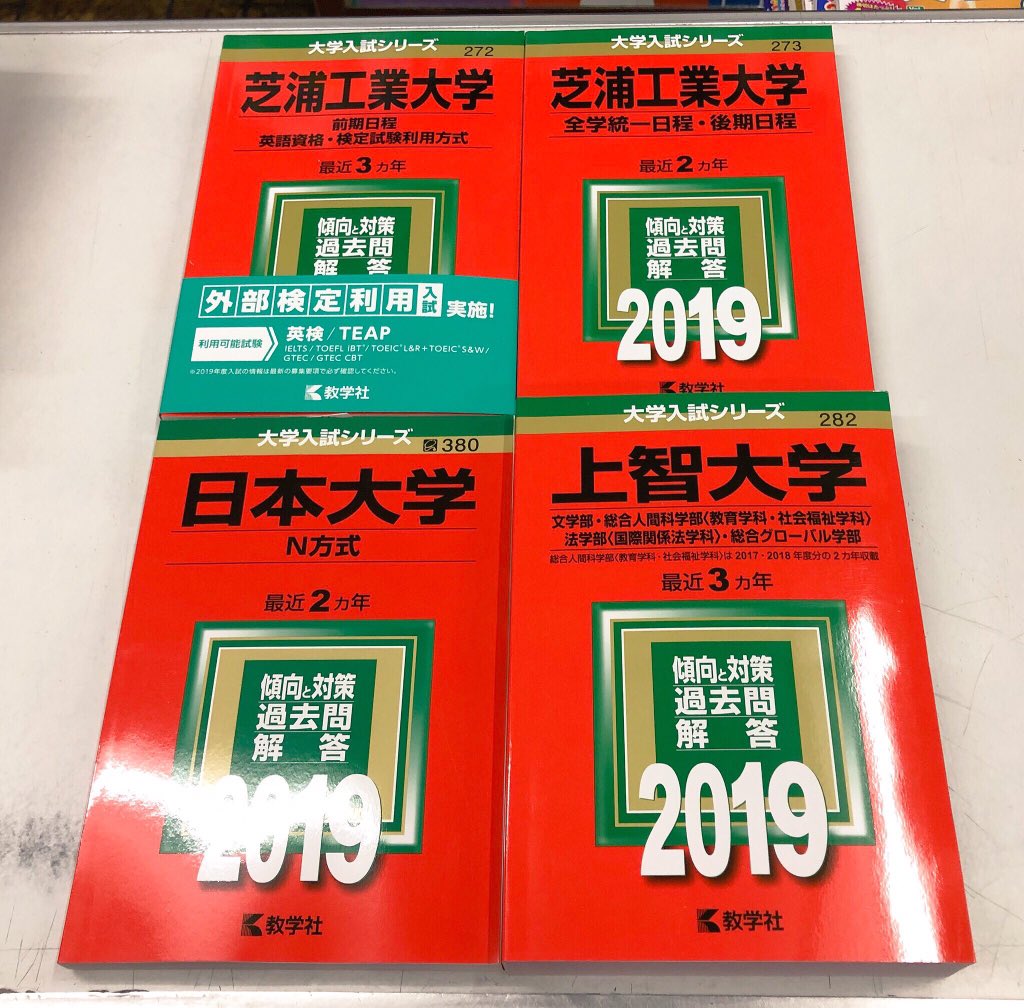 大学入試シリーズ
272
芝浦工業大学
前期日程
英語資格・検定試験利用方式
最近3カ年
傾向と対策
過去問
解答
外部検定利用入試実施!
利用可能試験
英検/TEAP
IELTS/TOEFL iBT®/TOEIC®L&R+TOEIC®S&W/
GTEC/GTEC CBT
※2019年度入試の情報は最新の募集要項で必ず確認してください。
教学社
大学入試シリーズ
273
芝浦工業大学
全学統一日程・後期日程
最近2カ年
傾向と対策
過去問
解答
2019
教学社
大学入試シリーズ
380
日本大学
N方式
最近2カ年
傾向と対策
過去問
解答
2019
教学社
大学入試シリーズ
282
上智大学
文学部・総合人間科学部〈教育学科・社会福祉学科〉
法学部〈国際関係法学科〉・総合グローバル学部
総合人間科学部〈教育学科・社会福祉学科〉は2017・2018年度分の2カ年収載
最近3カ年
傾向と対策
過去問
解答
2019
教学社